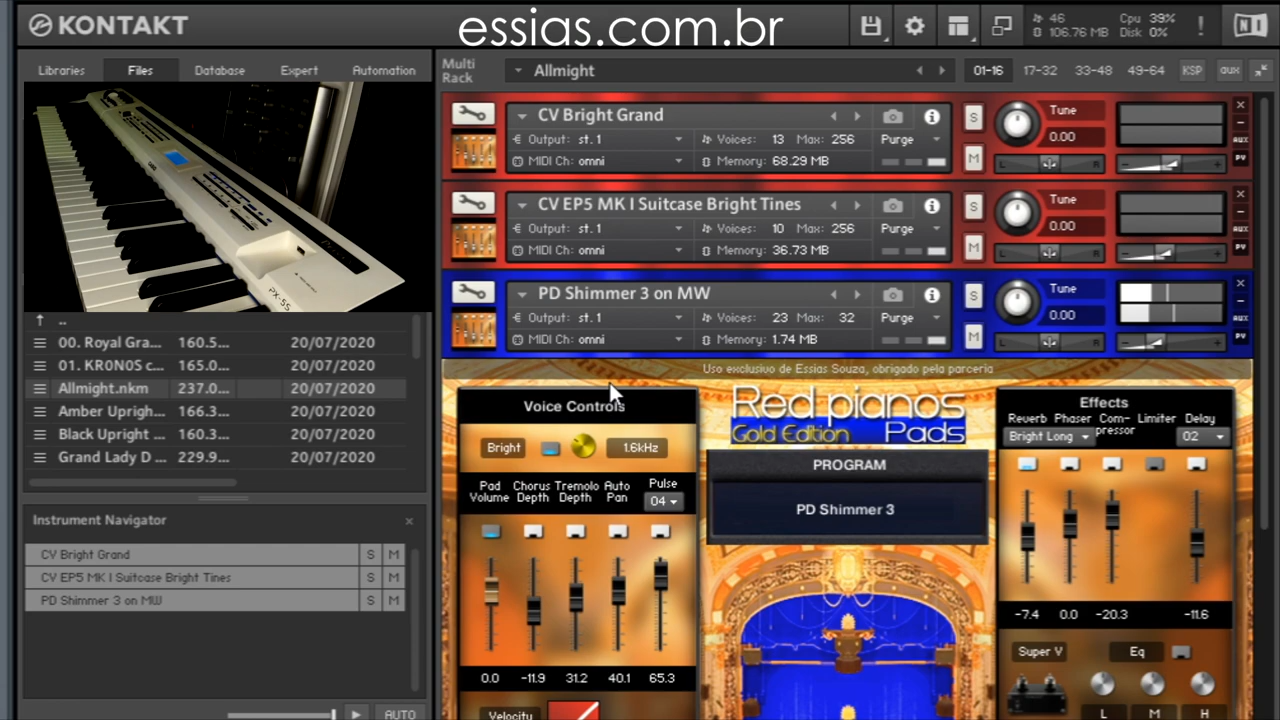 KONTAKT
essias.com.br
46
106.76 MB
Cpu 39%
Disk 0%
!
NI
Libraries Files Database Expert Automation
Multi Rack
Allmight
01-16 17-32 33-48 49-64 KSP aux
PX-5S
CV Bright Grand
Output: st. 1 Voices: 13 Max: 256 Purge
MIDI Ch: omni Memory: 68.29 MB
S
M
Tune
0.00
L R
- +
AUX
PV
CV EP5 MK I Suitcase Bright Tines
Output: st. 1 Voices: 10 Max: 256 Purge
MIDI Ch: omni Memory: 36.73 MB
S
M
Tune
0.00
L R
- +
AUX
PV
PD Shimmer 3 on MW
Output: st. 1 Voices: 23 Max: 32 Purge
MIDI Ch: omni Memory: 1.74 MB
S
M
Tune
0.00
L R
- +
AUX
PV
..
00. Royal Gra... 160.5... 20/07/2020
01. KR0N0S c... 165.0... 20/07/2020
Allmight.nkm 237.0... 20/07/2020
Amber Uprigh... 166.3... 20/07/2020
Black Upright ... 160.3... 20/07/2020
Grand Lady D ... 229.9... 20/07/2020
Instrument Navigator
CV Bright Grand S M
CV EP5 MK I Suitcase Bright Tines S M
PD Shimmer 3 on MW S M
AUTO
Uso exclusivo de Essias Souza, obrigado pela parceria
Voice Controls
Bright 1.6kHz
Pad Volume Chorus Depth Tremolo Depth Auto Pan Pulse
04
0.0 -11.9 31.2 40.1 65.3
Velocity
Red pianos
Gold Edition Pads
PROGRAM
PD Shimmer 3
Effects
Reverb Phaser Com-pressor Limiter Delay
Bright Long 02
-7.4 0.0 -20.3 -11.6
Super V Eq
L M H